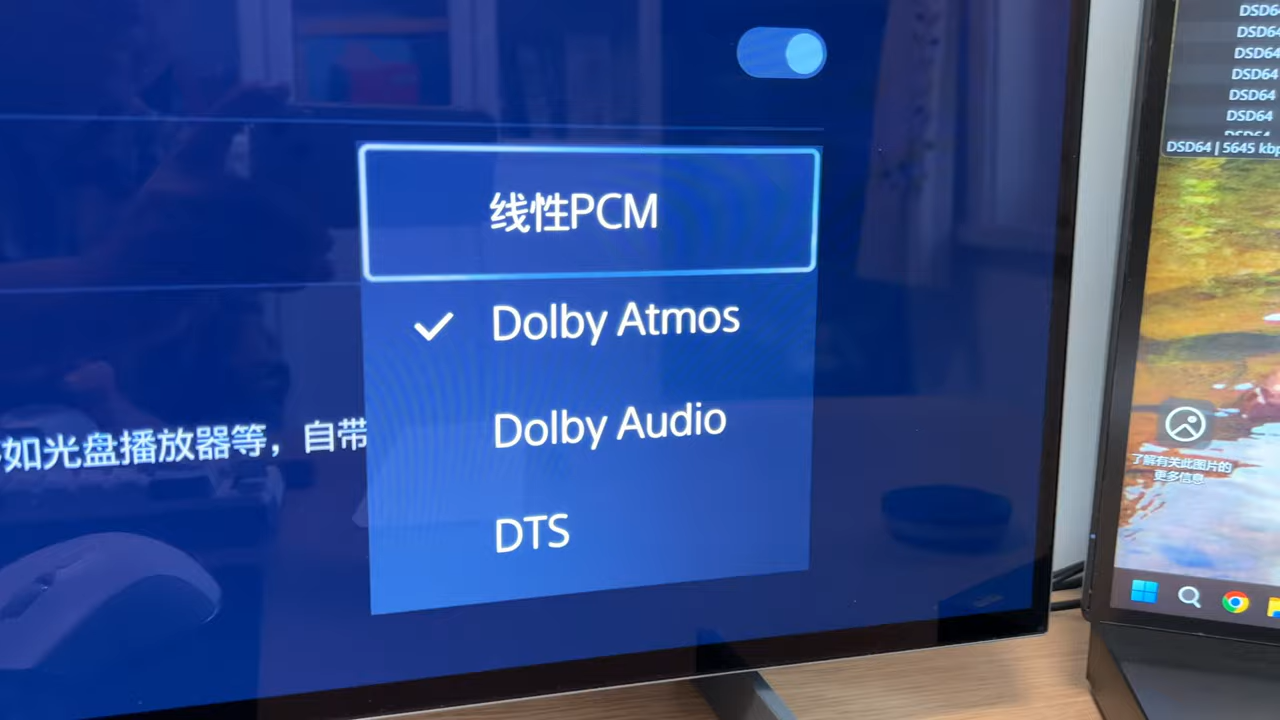 线性PCM
Dolby Atmos
Dolby Audio
如光盘播放器等，自带
DTS
DSD64
DSD64
DSD64
DSD64
DSD64
DSD64
DSD64 | 5645 kbp
了解有关此图片的
更多信息